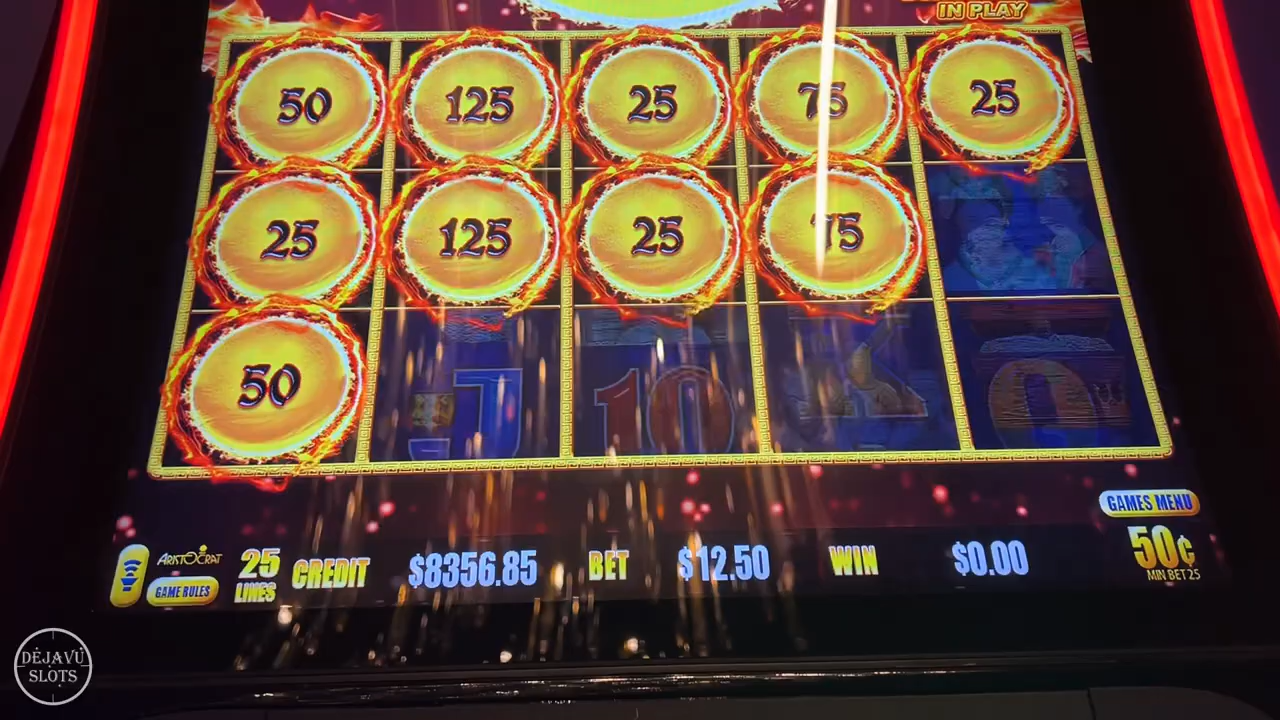 IN PLAY
50 125 25 75 25
25 125 25 75
50
J 10
GAMES MENU
ARISTOCRAT
GAME RULES
25 LINES
CREDIT $8356.85 BET $12.50 WIN $0.00
50¢
MIN BET 25
DÉJAVÚ
SLOTS